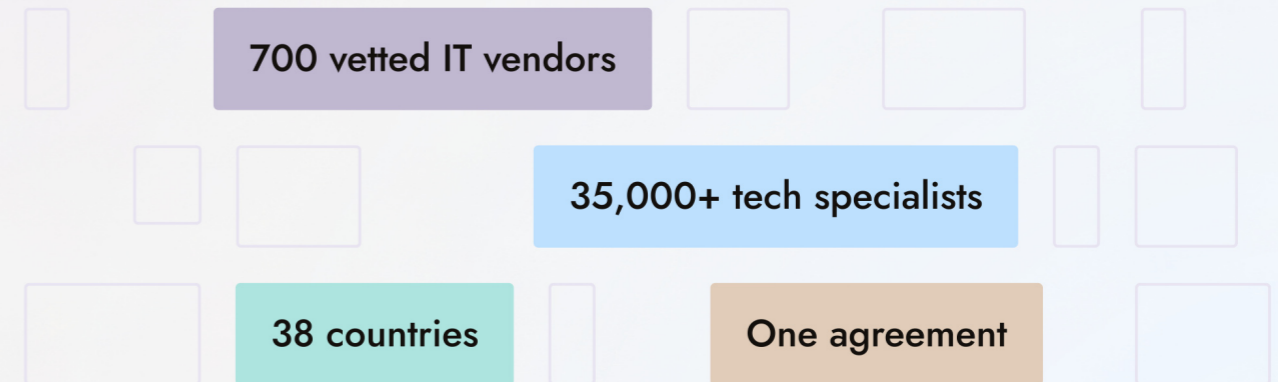 700 vetted IT vendors
35,000+ tech specialists
38 countries
One agreement